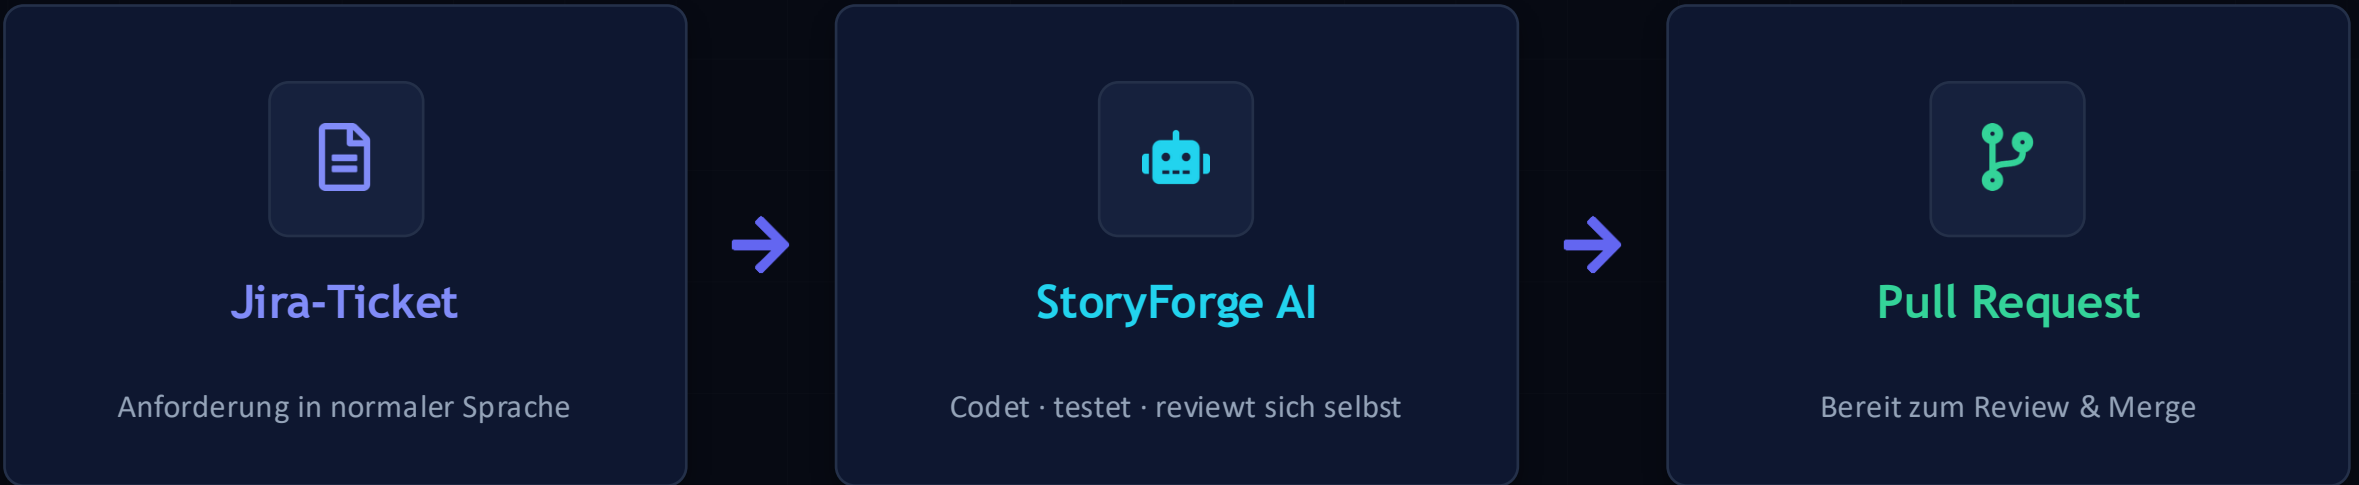 Jira-Ticket
Anforderung in normaler Sprache
StoryForge AI
Codet · testet · reviewt sich selbst
Pull Request
Bereit zum Review & Merge